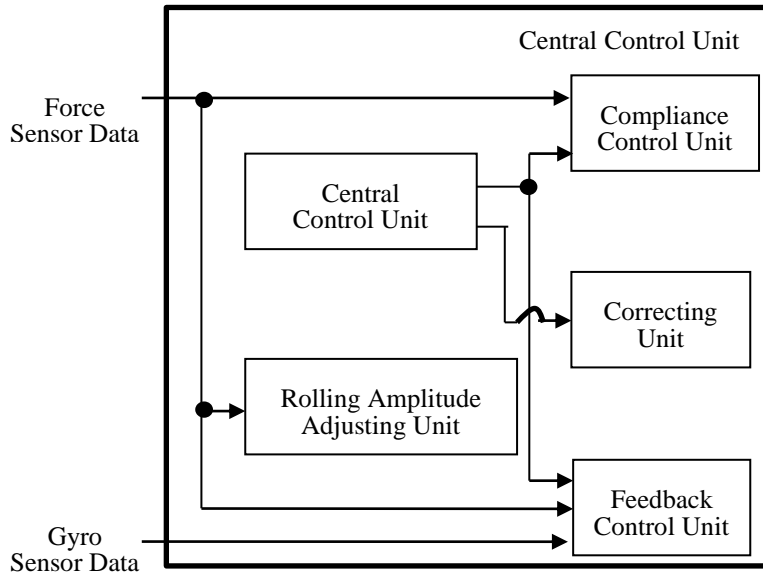 Central Control Unit
Force
Sensor Data
Compliance
Control Unit
Central
Control Unit
Correcting
Unit
Rolling Amplitude
Adjusting Unit
Feedback
Control Unit
Gyro
Sensor Data